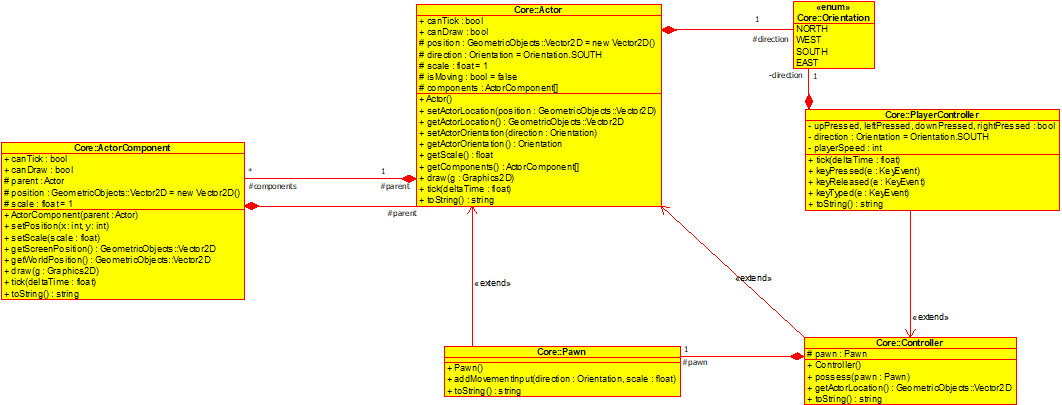 Core::Actor
+ canTick : bool
+ canDraw : bool
# position : GeometricObjects::Vector2D = new Vector2D()
# direction : Orientation = Orientation.SOUTH
# scale : float = 1
# isMoving : bool = false
# components : ActorComponent[]
+ Actor()
+ setActorLocation(position : GeometricObjects::Vector2D)
+ getActorLocation() : GeometricObjects::Vector2D
+ setActorOrientation(direction : Orientation)
+ getActorOrientation() : Orientation
+ getScale() : float
+ getComponents() : ActorComponent[]
+ draw(g : Graphics2D)
+ tick(deltaTime : float)
+ toString() : string
1
#direction
«enum»
Core::Orientation
NORTH
WEST
SOUTH
EAST
-direction
1
Core::PlayerController
- upPressed, leftPressed, downPressed, rightPressed : bool
- direction : Orientation = Orientation.SOUTH
- playerSpeed : int
+ tick(deltaTime : float)
+ keyPressed(e : KeyEvent)
+ keyReleased(e : KeyEvent)
+ keyTyped(e : KeyEvent)
+ toString() : string
Core::ActorComponent
+ canTick : bool
+ canDraw : bool
# parent : Actor
# position : GeometricObjects::Vector2D = new Vector2D()
# scale : float = 1
+ ActorComponent(parent : Actor)
+ setPosition(x : int, y: int)
+ setScale(scale : float)
+ getScreenPosition() : GeometricObjects::Vector2D
+ getWorldPosition() : GeometricObjects::Vector2D
+ draw(g : Graphics2D)
+ tick(deltaTime : float)
+ toString() : string
*
#components
1
#parent
#parent
«extend»
«extend»
«extend»
Core::Pawn
+ Pawn()
+ addMovementInput(direction : Orientation, scale : float)
+ toString() : string
1
#pawn
Core::Controller
# pawn : Pawn
+ Controller()
+ possess(pawn : Pawn)
+ getActorLocation() : GeometricObjects::Vector2D
+ toString() : string